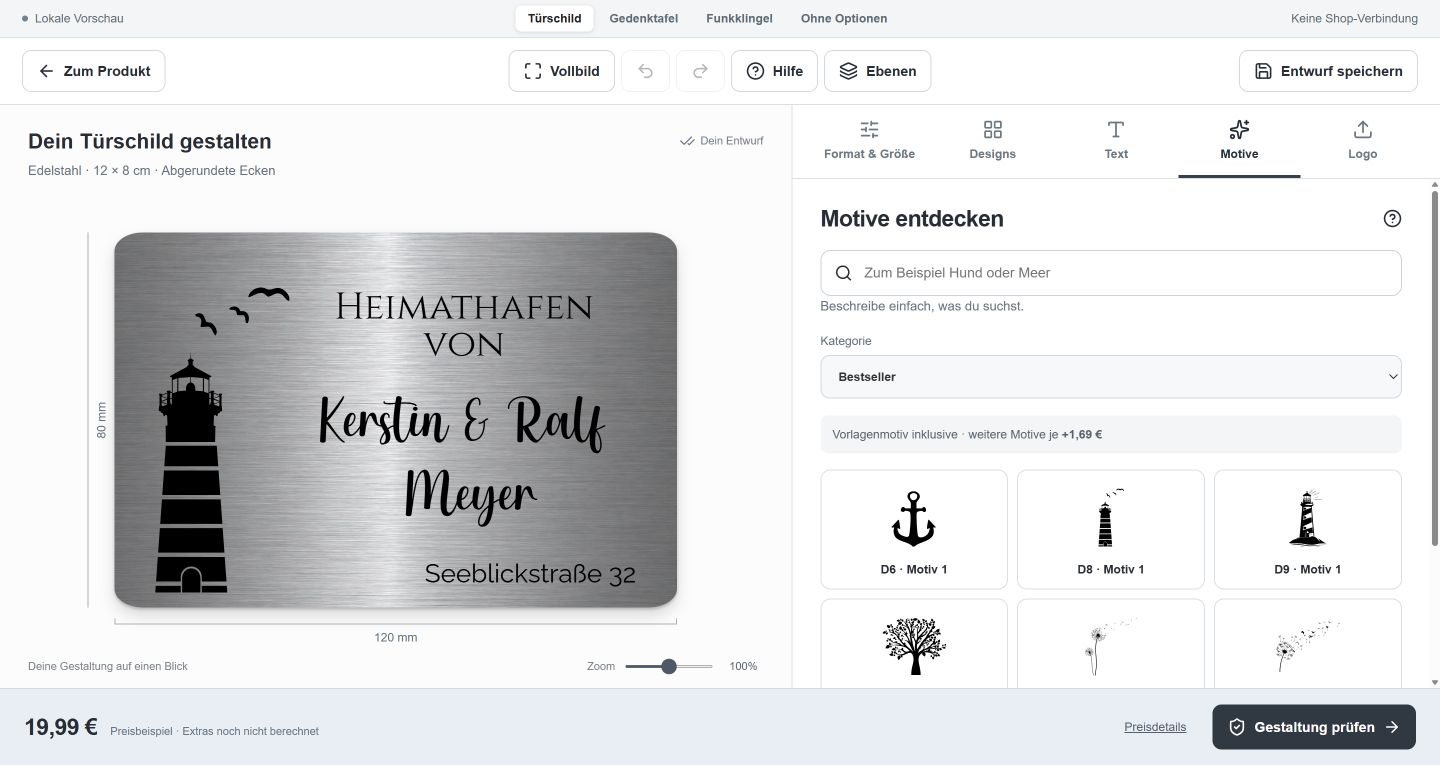 Lokale Vorschau
Türschild
Gedenktafel
Funkklingel
Ohne Optionen
Keine Shop-Verbindung
Zum Produkt
Vollbild
Hilfe
Ebenen
Entwurf speichern
Dein Türschild gestalten
Dein Entwurf
Edelstahl · 12 × 8 cm · Abgerundete Ecken
80 mm
Heimathafen
von
Kerstin & Ralf
Meyer
Seeblickstraße 32
120 mm
Deine Gestaltung auf einen Blick
Zoom
100%
Format & Größe
Designs
Text
Motive
Logo
Motive entdecken
Zum Beispiel Hund oder Meer
Beschreibe einfach, was du suchst.
Kategorie
Bestseller
Vorlagenmotiv inklusive · weitere Motive je +1,69 €
D6 · Motiv 1
D8 · Motiv 1
D9 · Motiv 1
19,99 €
Preisbeispiel · Extras noch nicht berechnet
Preisdetails
Gestaltung prüfen